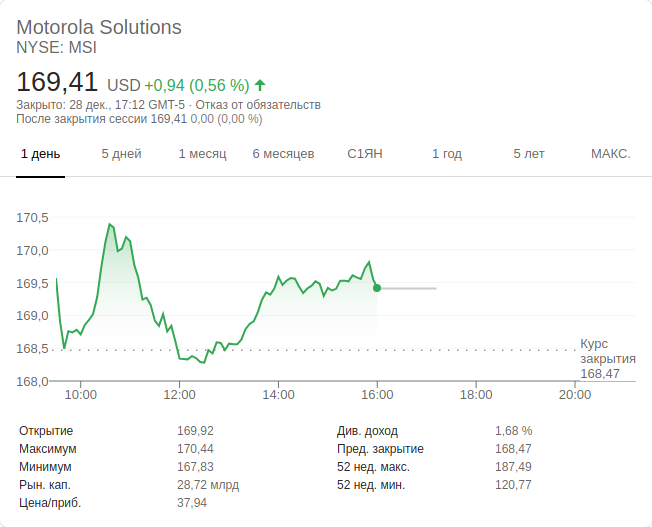 Motorola Solutions
NYSE: MSI
169,41 USD +0,94 (0,56 %)
Закрыто: 28 дек., 17:12 GMT-5 · Отказ от обязательств
После закрытия сессии 169,41 0,00 (0,00 %)
1 день 5 дней 1 месяц 6 месяцев С1ЯН 1 год 5 лет МАКС.
170,5
170,0
169,5
169,0
168,5
168,0
Курс
закрытия
168,47
10:00 12:00 14:00 16:00 18:00 20:00
Открытие 169,92 Див. доход 1,68 %
Максимум 170,44 Пред. закрытие 168,47
Минимум 167,83 52 нед. макс. 187,49
Рын. кап. 28,72 млрд 52 нед. мин. 120,77
Цена/приб. 37,94